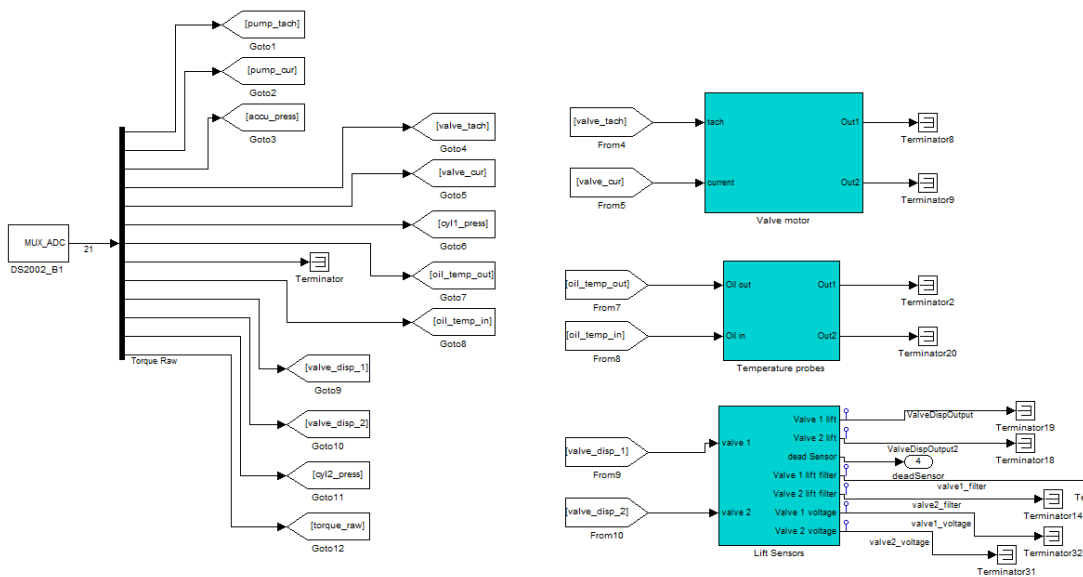 [pump_tach]
Goto1
[pump_cur]
Goto2
[accu_press]
Goto3
[valve_tach]
Goto4
[valve_cur]
Goto5
[cyl1_press]
Goto6
MUX_ADC
21
DS2002_B1
Terminator
[oil_temp_out]
Goto7
[oil_temp_in]
Goto8
Torque Raw
[valve_disp_1]
Goto9
[valve_disp_2]
Goto10
[cyl2_press]
Goto11
[torque_raw]
Goto12
[valve_tach]
From4
tach
Out1
Terminator8
[valve_cur]
From5
current
Out2
Terminator9
Valve motor
[oil_temp_out]
From7
Oil out
Out1
Terminator2
[oil_temp_in]
From8
Oil in
Out2
Terminator20
Temperature probes
[valve_disp_1]
From9
valve 1
[valve_disp_2]
From10
valve 2
Valve 1 lift
ValveDispOutput
Terminator19
Valve 2 lift
ValveDispOutput2
Terminator18
dead Sensor
4
deadSensor
Valve 1 lift filter
valve1_filter
Te
Valve 2 lift filter
valve2_filter
Terminator14
Valve 1 voltage
valve1_voltage
Terminator32
Valve 2 voltage
valve2_voltage
Terminator31
Lift Sensors